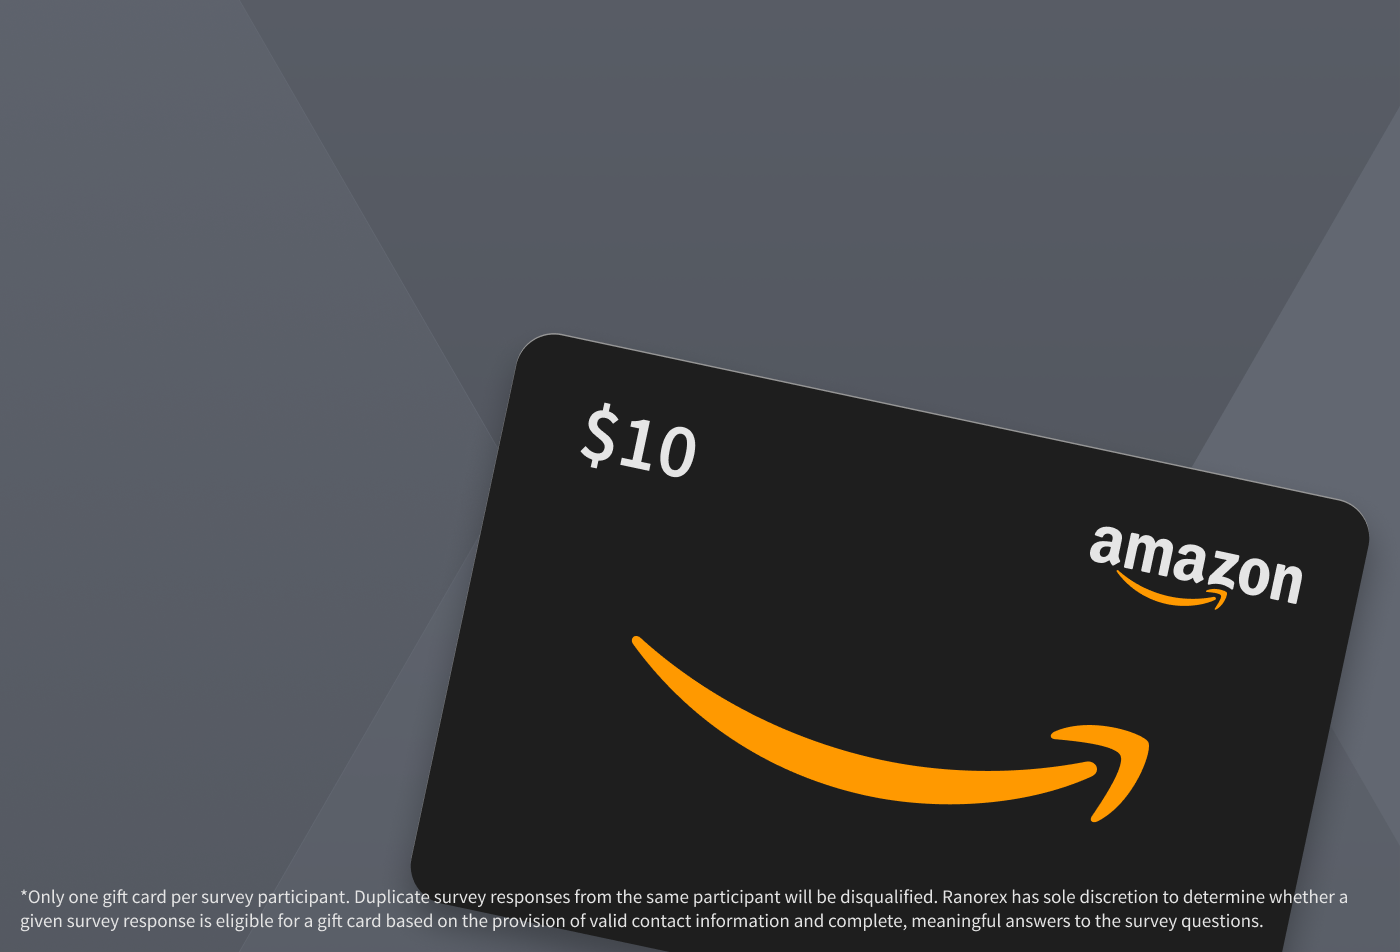 $10
amazon
*Only one gift card per survey participant. Duplicate survey responses from the same participant will be disqualified. Ranorex has sole discretion to determine whether a
given survey response is eligible for a gift card based on the provision of valid contact information and complete, meaningful answers to the survey questions.